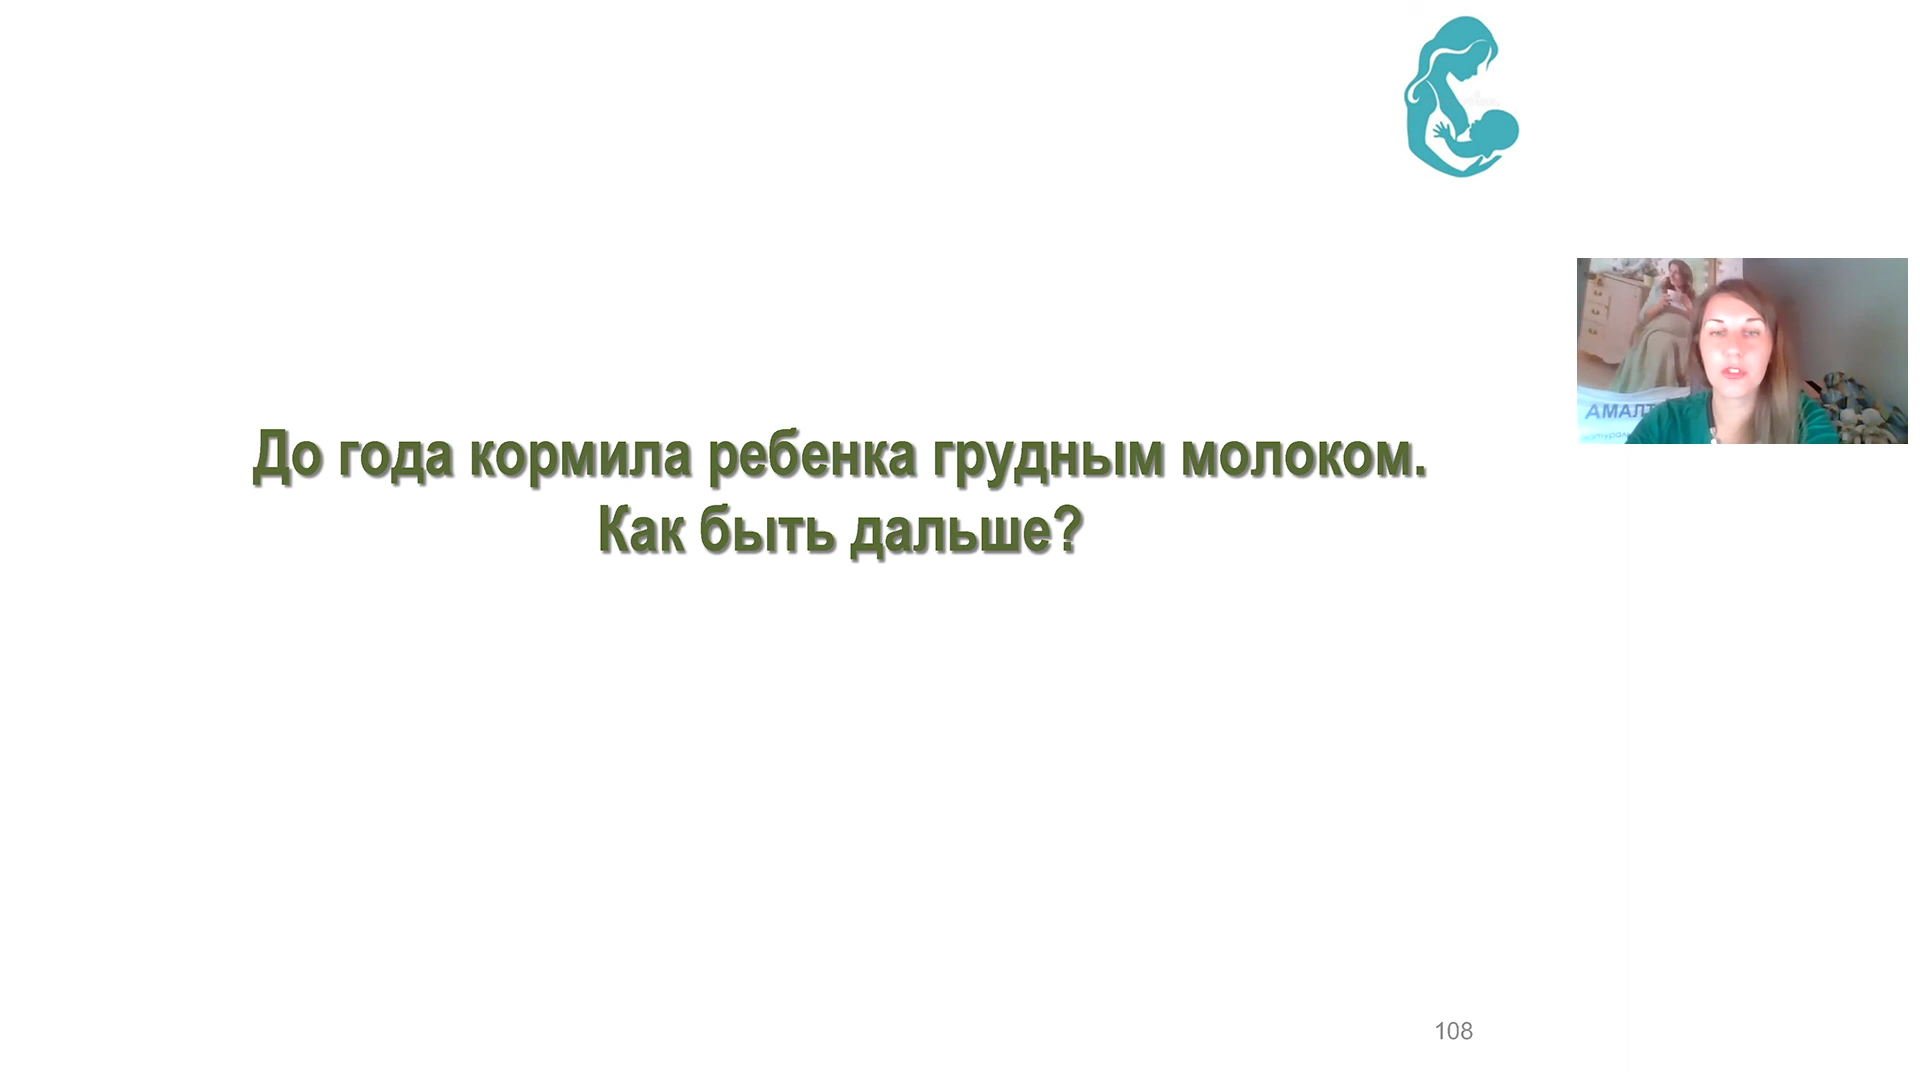 До года кормила ребенка грудным молоком.
Как быть дальше?
108